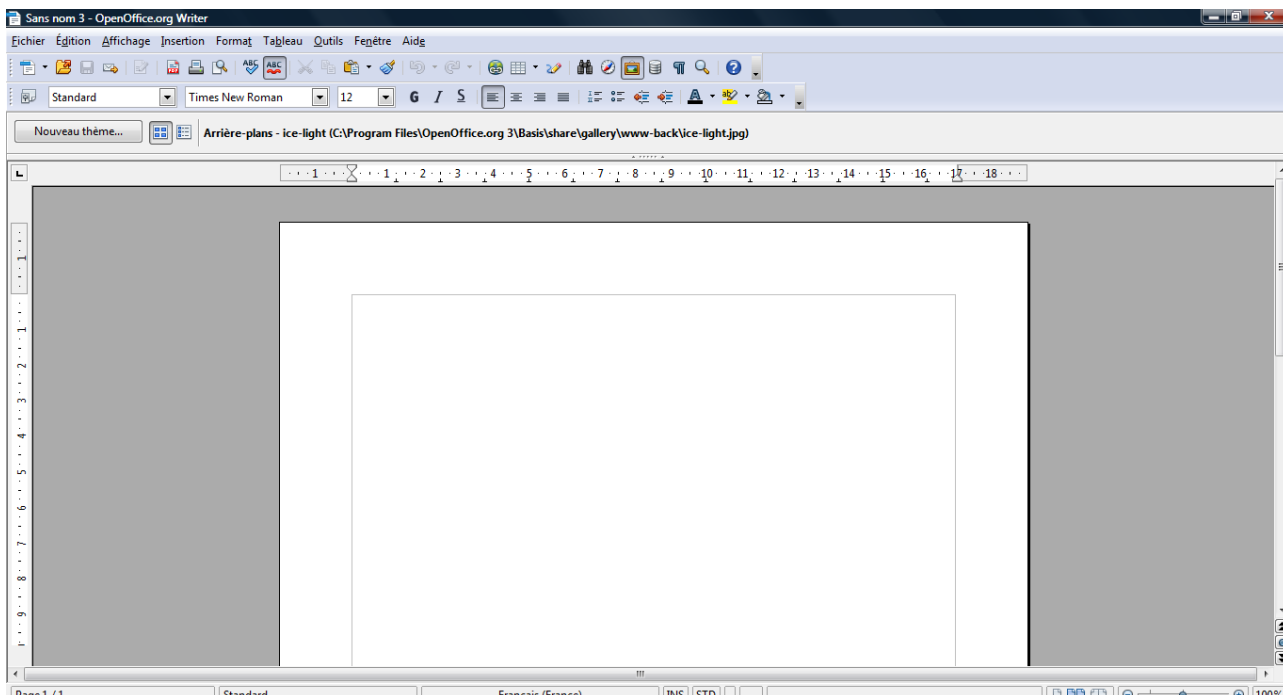 Sans nom 3 - OpenOffice.org Writer
Fichier Édition Affichage Insertion Format Tableau Outils Fenêtre Aide
Standard Times New Roman 12 G I S
Nouveau thème... Arrière-plans - ice-light (C:\Program Files\OpenOffice.org 3\Basis\share\gallery\www-back\ice-light.jpg)
1 1 2 3 4 5 6 7 8 9 10 11 12 13 14 15 16 17 18
1
1
2
3
4
5
6
7
8
9
Page 1 / 1 Standard Français (France) INS STD 100%